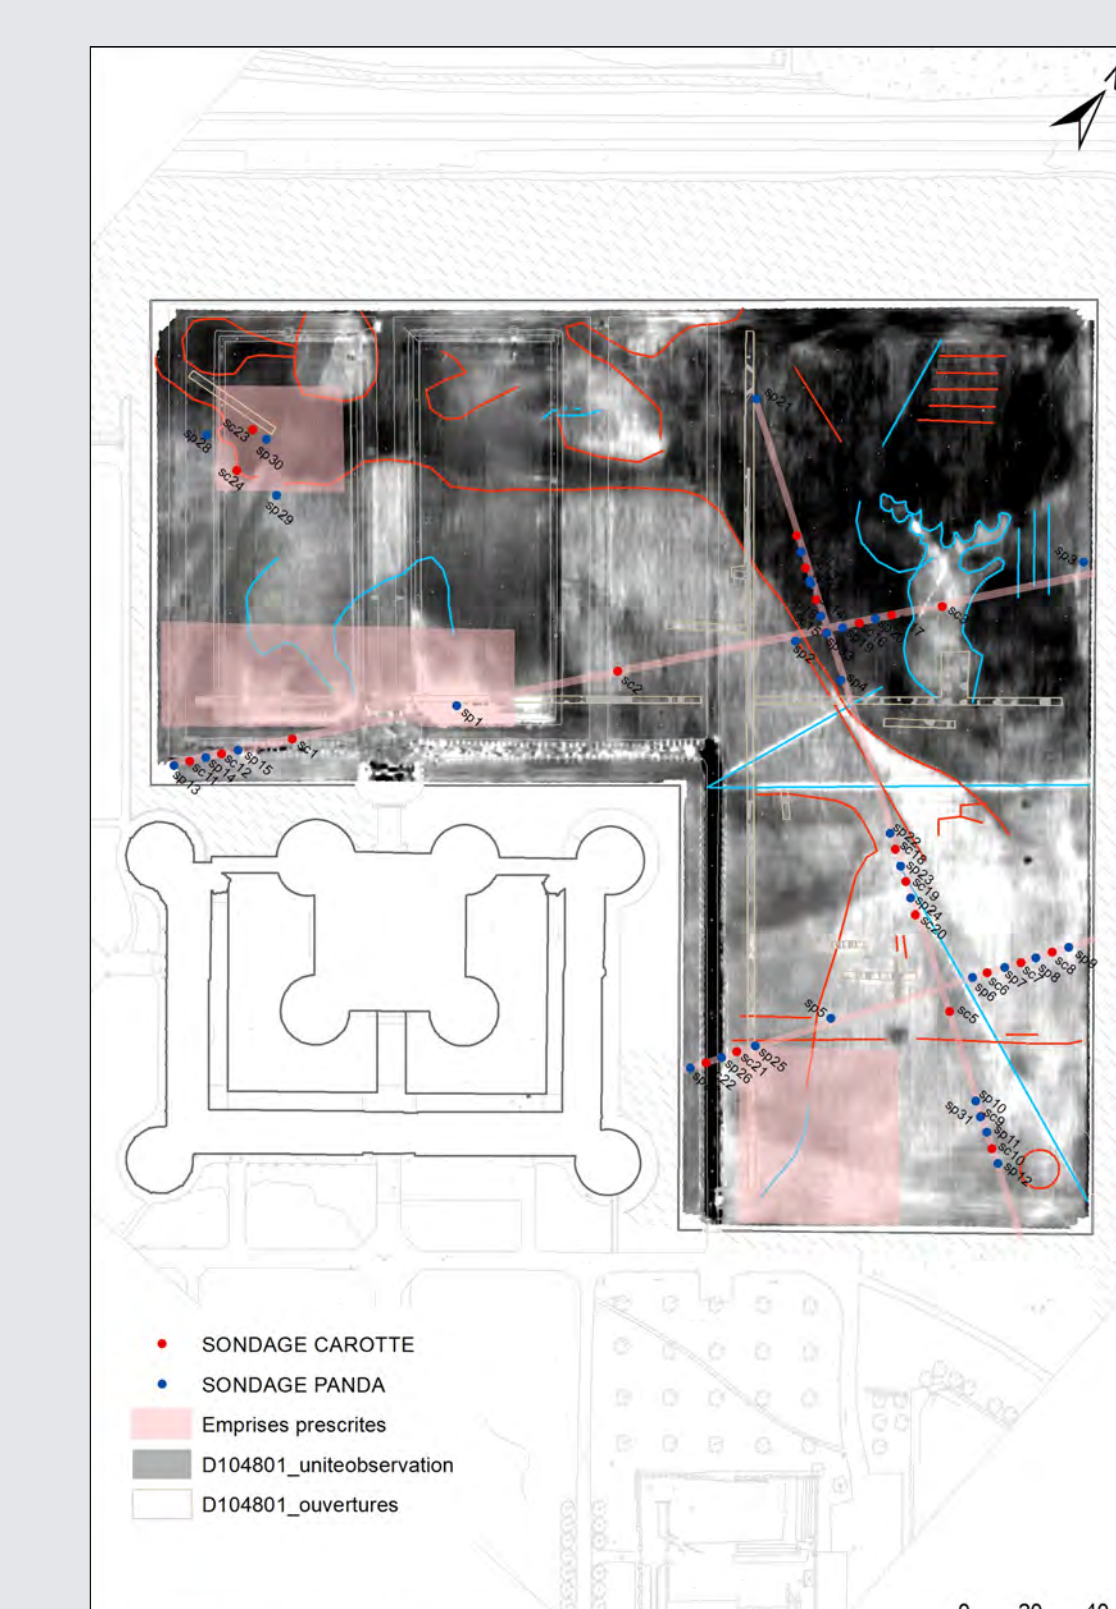 sp21
sc23
sp28
sp30
sc24
sp29
sp3
sc3
sp2
sp4
sc2
sp1
sc1
sp15
sc12
sp14
sc11
sp13
sp22
sc18
sp23
sc19
sp24
sc20
sp9
sc8
sp8
sc7
sp7
sc6
sp6
sc5
sp5
sp25
sc21
sp26
sp10
sc9
sp31
sp11
sc10
sp12
SONDAGE CAROTTE
SONDAGE PANDA
Emprises prescrites
D104801_uniteobservation
D104801_ouvertures